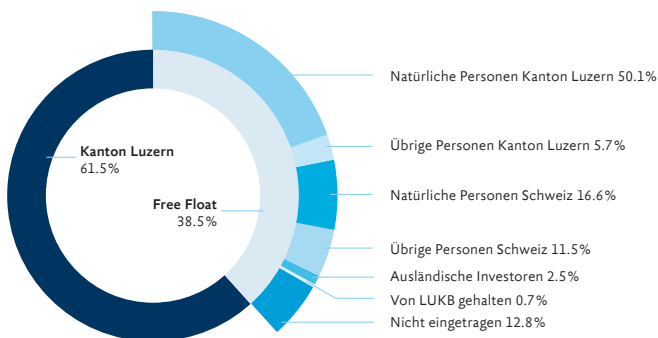 Natürliche Personen Kanton Luzern 50.1%
Übrige Personen Kanton Luzern 5.7%
Kanton Luzern
61.5%
Natürliche Personen Schweiz 16.6%
Free Float
38.5%
Übrige Personen Schweiz 11.5%
Ausländische Investoren 2.5%
Von LUKB gehalten 0.7%
Nicht eingetragen 12.8%